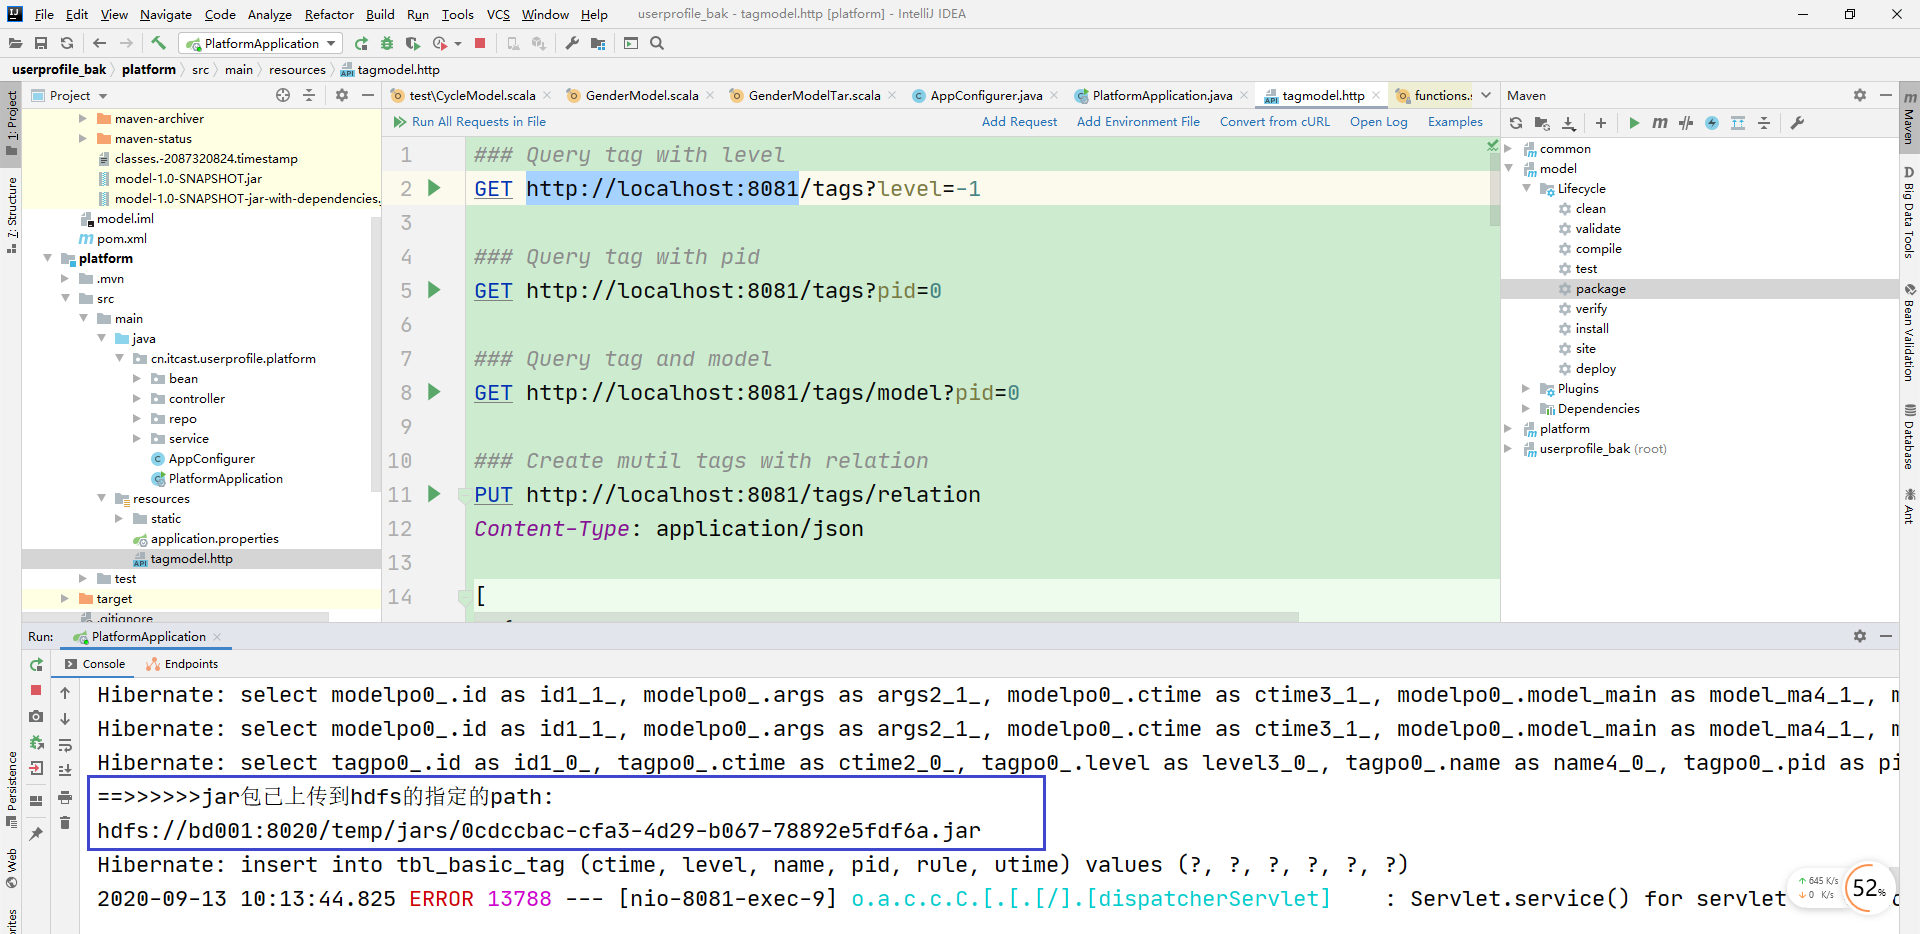 File Edit View Navigate Code Analyze Refactor Build Run Tools VCS Window Help userprofile_bak - tagmodel.http [platform] - IntelliJ IDEA
PlatformApplication
userprofile_bak platform src main resources tagmodel.http
Project
test\CycleModel.scala GenderModel.scala GenderModelTar.scala AppConfigurer.java PlatformApplication.java tagmodel.http functions.s
Maven
Run All Requests in File Add Request Add Environment File Convert from cURL Open Log Examples
1: Project
7: Structure
Persistence
Web
maven-archiver
maven-status
classes.-2087320824.timestamp
model-1.0-SNAPSHOT.jar
model-1.0-SNAPSHOT-jar-with-dependencies.
model.iml
pom.xml
platform
.mvn
src
main
java
cn.itcast.userprofile.platform
bean
controller
repo
service
AppConfigurer
PlatformApplication
resources
static
application.properties
tagmodel.http
test
target
.gitignore
1 ### Query tag with level
2 GET http://localhost:8081/tags?level=-1
3
4 ### Query tag with pid
5 GET http://localhost:8081/tags?pid=0
6
7 ### Query tag and model
8 GET http://localhost:8081/tags/model?pid=0
9
10 ### Create mutil tags with relation
11 PUT http://localhost:8081/tags/relation
12 Content-Type: application/json
13
14 [
common
model
Lifecycle
clean
validate
compile
test
package
verify
install
site
deploy
Plugins
Dependencies
platform
userprofile_bak (root)
Maven
Big Data Tools
Bean Validation
Database
Ant
Run: PlatformApplication
Console Endpoints
Hibernate: select modelpo0_.id as id1_1_, modelpo0_.args as args2_1_, modelpo0_.ctime as ctime3_1_, modelpo0_.model_main as model_ma4_1_, m
Hibernate: select modelpo0_.id as id1_1_, modelpo0_.args as args2_1_, modelpo0_.ctime as ctime3_1_, modelpo0_.model_main as model_ma4_1_, m
Hibernate: select tagpo0_.id as id1_0_, tagpo0_.ctime as ctime2_0_, tagpo0_.level as level3_0_, tagpo0_.name as name4_0_, tagpo0_.pid as pi
==>>>>>>jar包已上传到hdfs的指定的path:
hdfs://bd001:8020/temp/jars/0cdccbac-cfa3-4d29-b067-78892e5fdf6a.jar
Hibernate: insert into tbl_basic_tag (ctime, level, name, pid, rule, utime) values (?, ?, ?, ?, ?, ?)
2020-09-13 10:13:44.825 ERROR 13788 --- [nio-8081-exec-9] o.a.c.c.C.[.[.[/].[dispatcherServlet] : Servlet.service() for servlet
645 K/s
0 K/s
52%